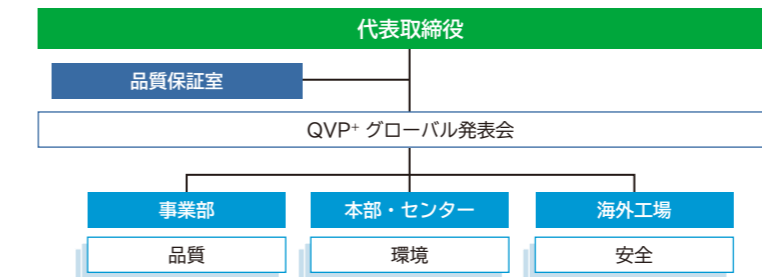 代表取締役
品質保証室
QVP+ グローバル発表会
事業部
本部・センター
海外工場
品質
環境
安全